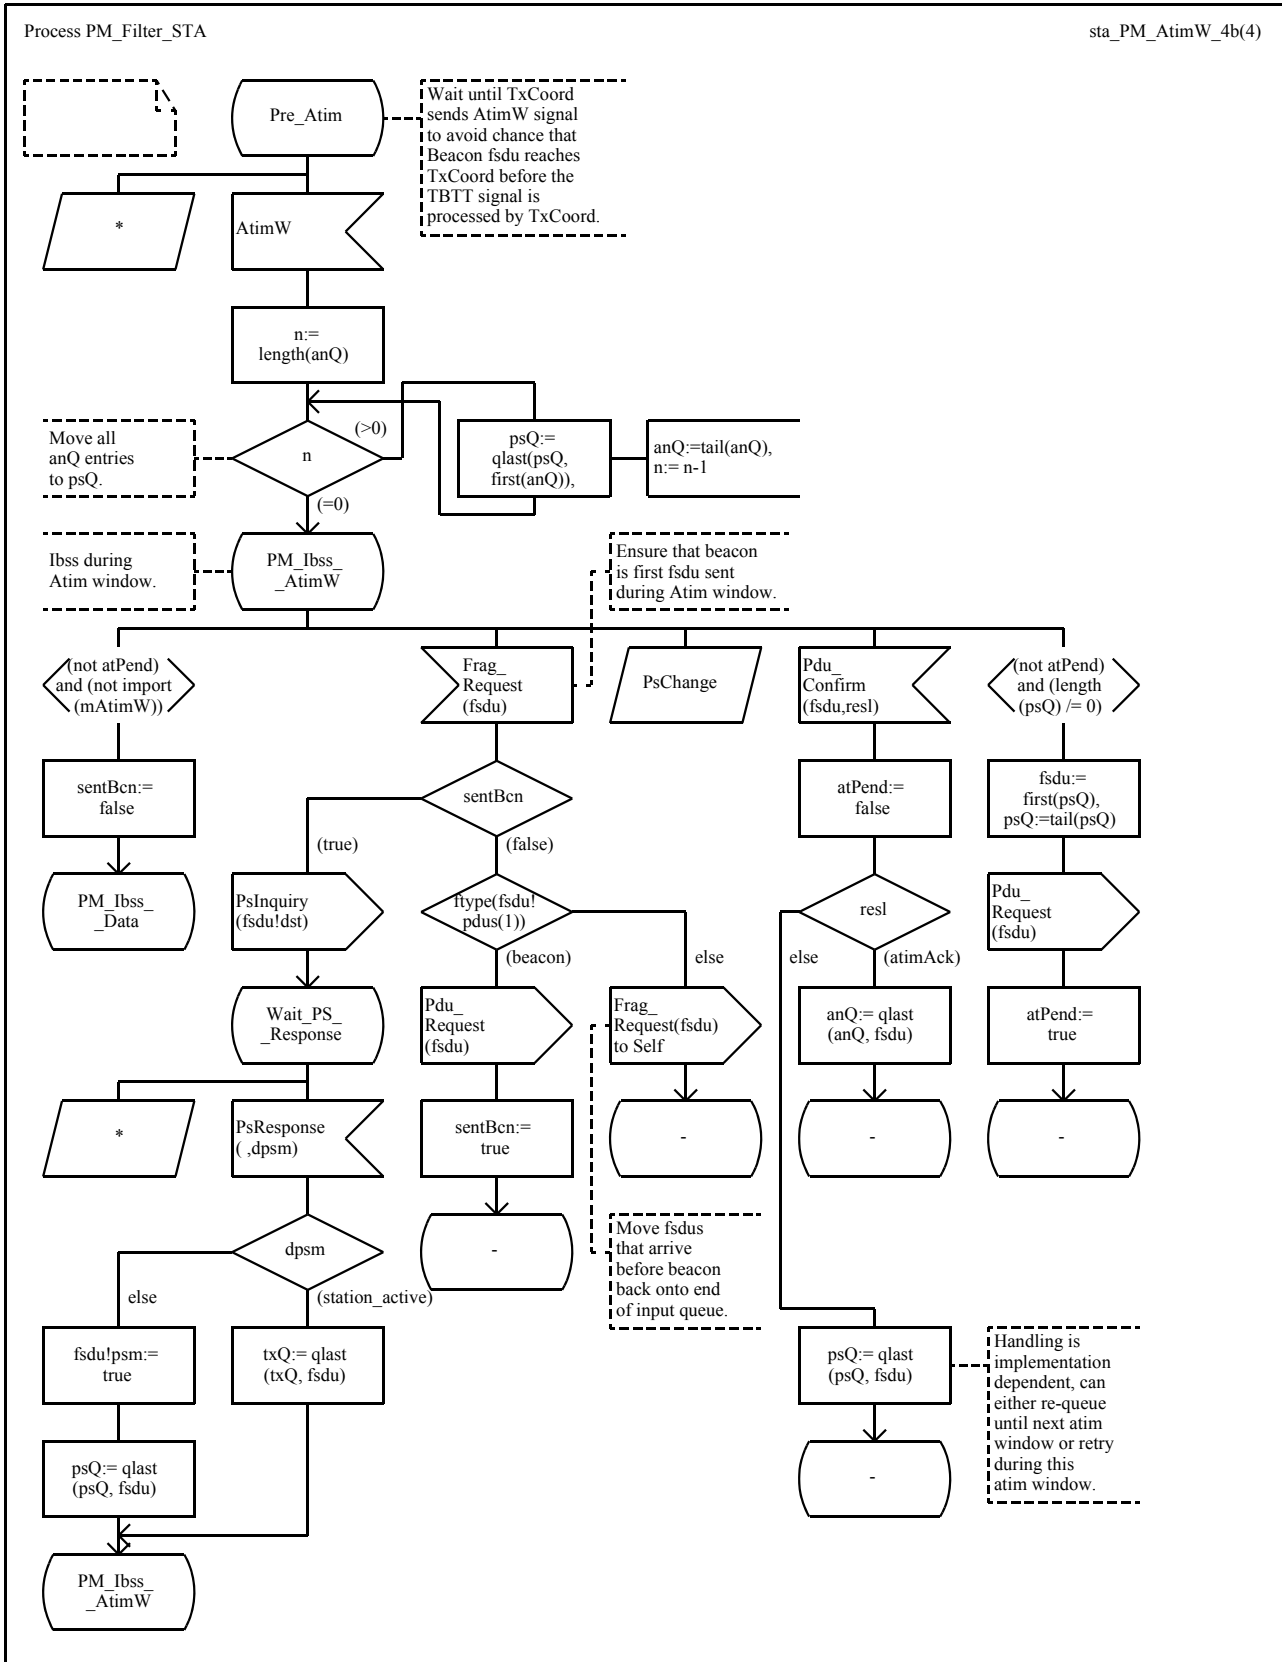 Process PM_Filter_STA
sta_PM_AtimW_4b(4)
Pre_Atim
Wait until TxCoord
sends AtimW signal
to avoid chance that
Beacon fsdu reaches
TxCoord before the
TBTT signal is
processed by TxCoord.
*
AtimW
n:=
length(anQ)
Move all
anQ entries
to psQ.
n
(>0)
(=0)
psQ:=
qlast(psQ,
first(anQ)),
anQ:=tail(anQ),
n:= n-1
Ibss during
Atim window.
PM_Ibss_
_AtimW
Ensure that beacon
is first fsdu sent
during Atim window.
(not atPend)
and (not import
(mAtimW))
Frag_
_Request
(fsdu)
PsChange
Pdu_
_Confirm
(fsdu,resl)
(not atPend)
and (length
(psQ) /= 0)
sentBcn:=
false
sentBcn
(true)
(false)
atPend:=
false
fsdu:=
first(psQ),
psQ:=tail(psQ)
PM_Ibss_
_Data
PsInquiry
(fsdu!dst)
ftype(fsdu!
pdus(1))
(beacon)
else
resl
else
(atimAck)
Pdu_
_Request
(fsdu)
Wait_PS_
_Response
Pdu_
_Request
(fsdu)
Frag_
_Request(fsdu)
to Self
anQ:= qlast
(anQ, fsdu)
atPend:=
true
*
PsResponse
( ,dpsm)
sentBcn:=
true
-
-
-
dpsm
else
(station_active)
-
Move fsdus
that arrive
before beacon
back onto end
of input queue.
fsdu!psm:=
true
txQ:= qlast
(txQ, fsdu)
psQ:= qlast
(psQ, fsdu)
Handling is
implementation
dependent, can
either re-queue
until next atim
window or retry
during this
atim window.
psQ:= qlast
(psQ, fsdu)
-
PM_Ibss_
_AtimW